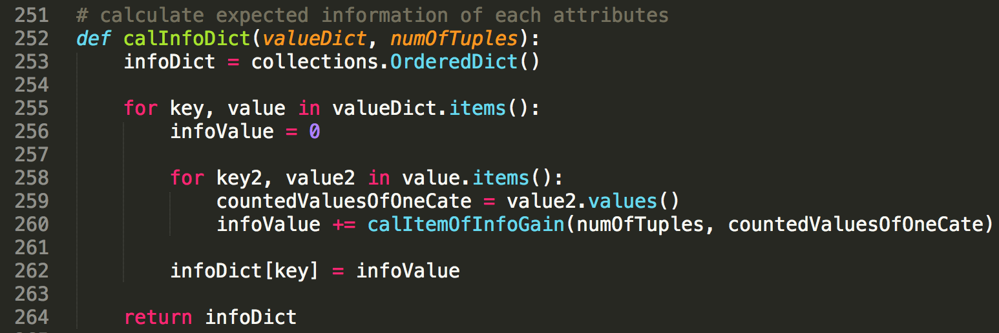 251 # calculate expected information of each attributes
252 def calInfoDict(valueDict, numOfTuples):
253     infoDict = collections.OrderedDict()
254
255     for key, value in valueDict.items():
256         infoValue = 0
257
258         for key2, value2 in value.items():
259             countedValuesOfOneCate = value2.values()
260             infoValue += calItemOfInfoGain(numOfTuples, countedValuesOfOneCate)
261
262         infoDict[key] = infoValue
263
264     return infoDict